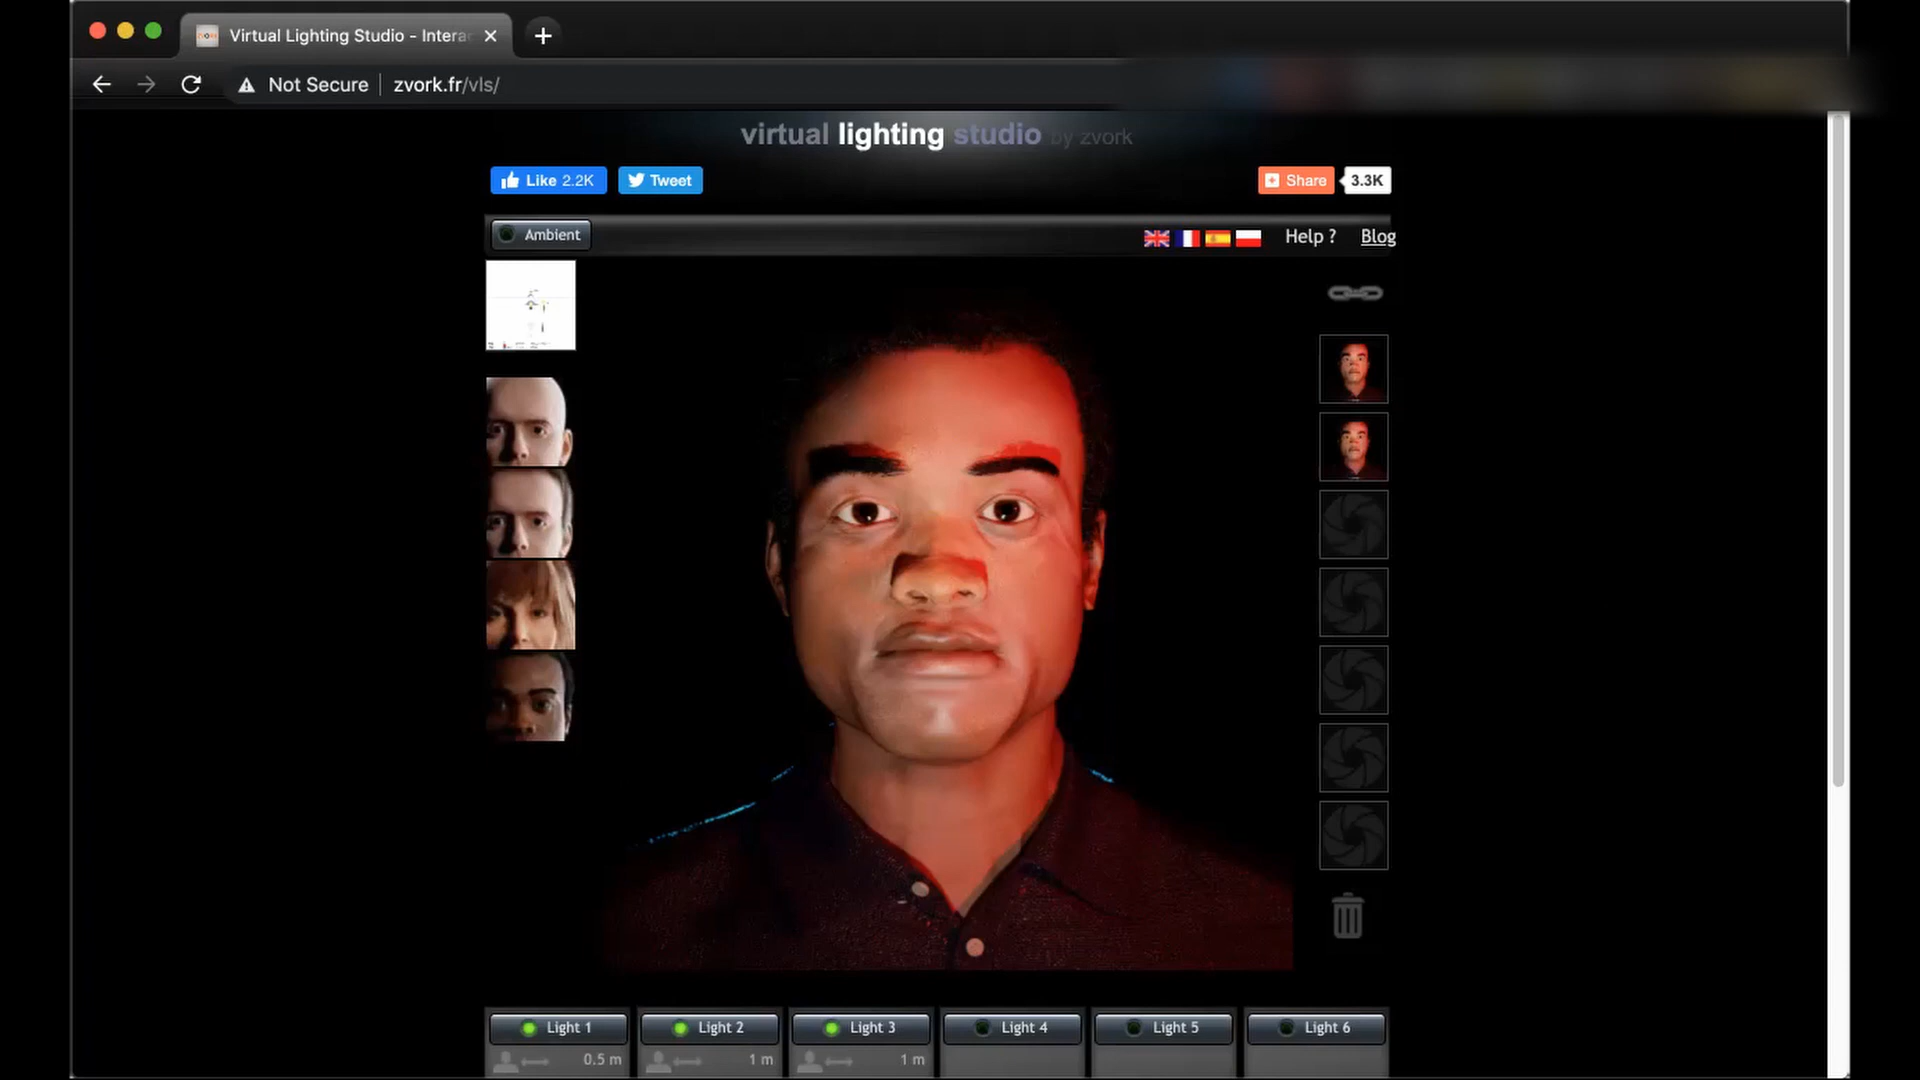 Virtual Lighting Studio - Intera
Not Secure zvork.fr/vls/
virtual lighting studio by zvork
Like 2.2K
Tweet
Share 3.3K
Ambient
Help ?
Blog
Light 1
Light 2
Light 3
Light 4
Light 5
Light 6
0.5 m
1 m
1 m